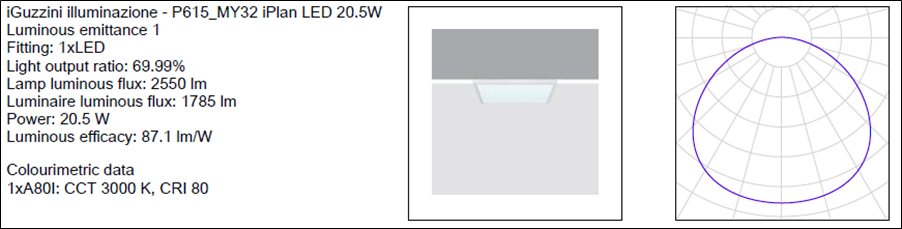 iGuzzini illuminazione - P615_MY32 iPlan LED 20.5W
Luminous emittance 1
Fitting: 1xLED
Light output ratio: 69.99%
Lamp luminous flux: 2550 lm
Luminaire luminous flux: 1785 lm
Power: 20.5 W
Luminous efficacy: 87.1 lm/W
Colourimetric data
1xA80I: CCT 3000 K, CRI 80